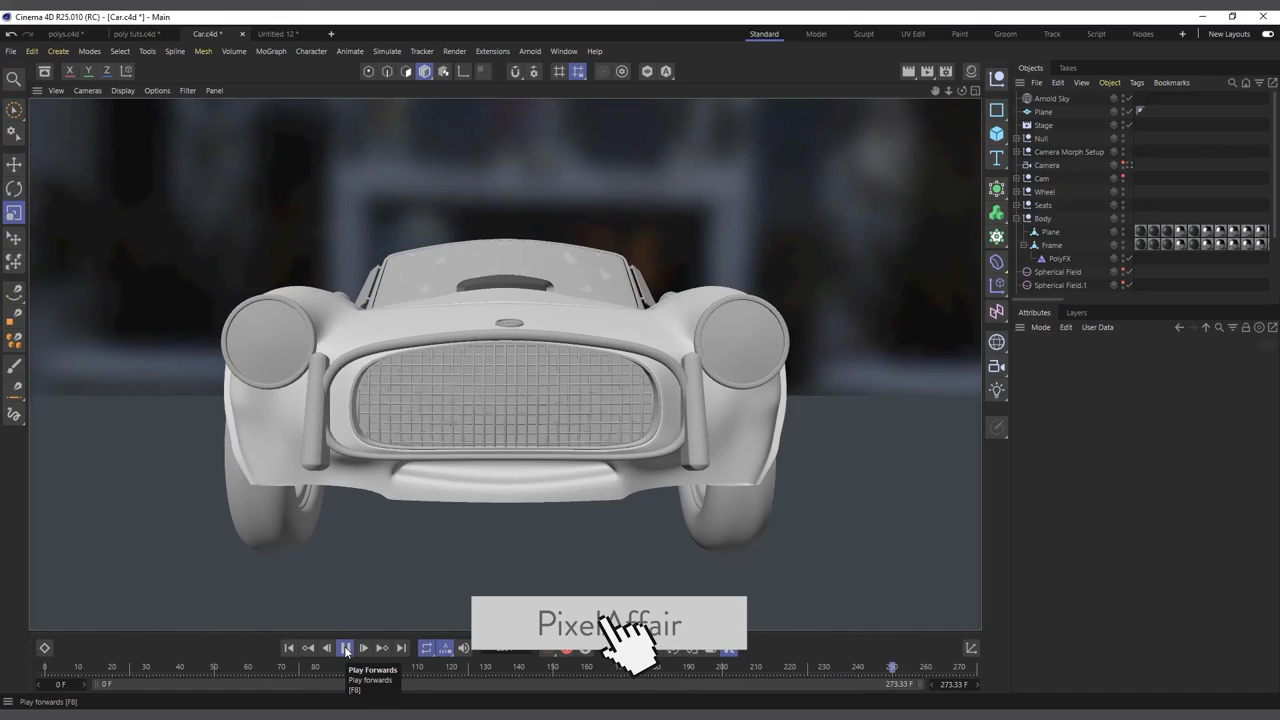 Cinema 4D R25.010 (RC) - [Car.c4d *] - Main
polys.c4d * poly tuts.c4d * Car.c4d * Untitled 12 * Standard Model Sculpt UV Edit Paint Groom Track Script Nodes New Layouts
File Edit Create Modes Select Tools Spline Mesh Volume MoGraph Character Animate Simulate Tracker Render Extensions Arnold Window Help
X Y Z
Objects Takes
File Edit View Object Tags Bookmarks
View Cameras Display Options Filter Panel
Arnold Sky
Plane
Stage
Null
Camera Morph Setup
Camera
Cam
Wheel
Seats
Body
Plane
Frame
PolyFX
Spherical Field
Spherical Field.1
Attributes Layers
Mode Edit User Data
PixelAffair
0 10 20 30 40 50 60 70 80 90 100 110 120 130 140 150 160 170 180 190 200 210 220 230 240 250 260 270
Play Forwards
Play forwards
[F8]
0 F 0 F 273.33 F 273.33 F
Play forwards [F8]